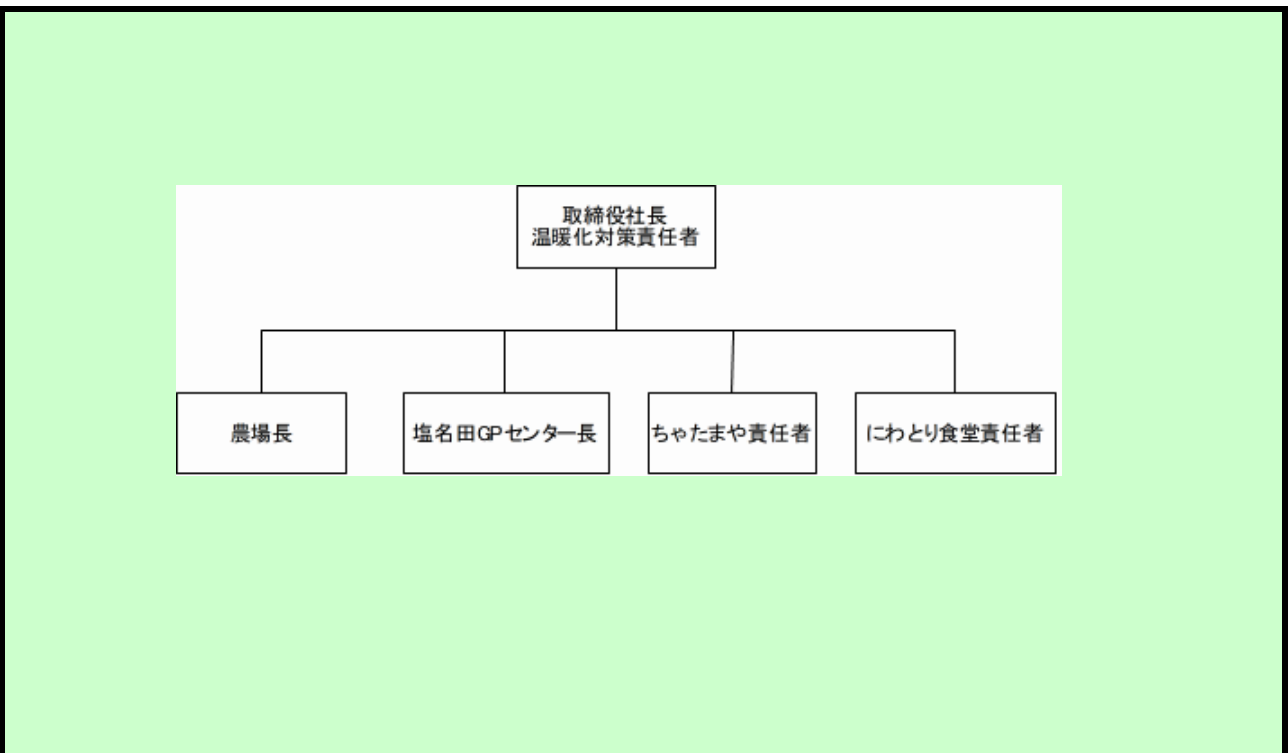 取締役社長
温暖化対策責任者
農場長
塩名田GPセンター長
ちゃたまや責任者
にわとり食堂責任者